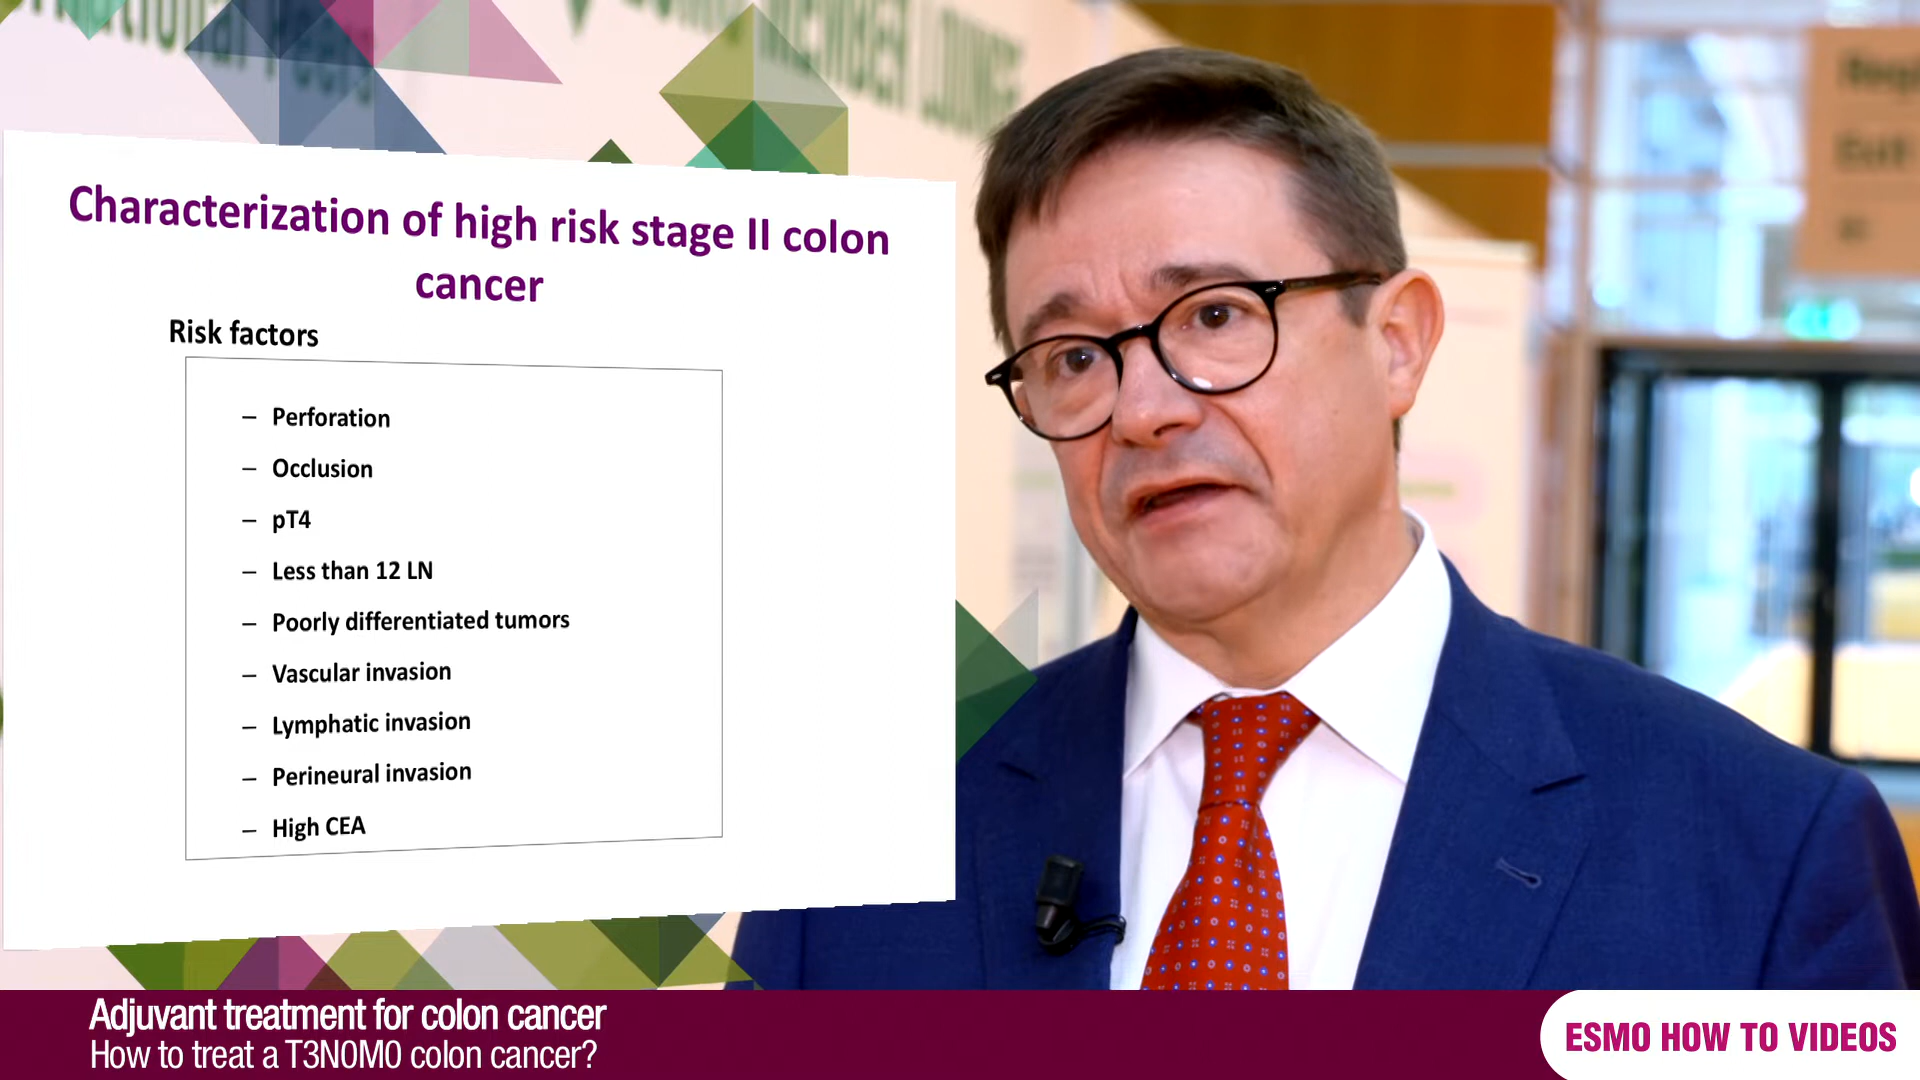 MEMBER LOUNGE
Characterization of high risk stage II colon
cancer
Risk factors
– Perforation
– Occlusion
– pT4
– Less than 12 LN
– Poorly differentiated tumors
– Vascular invasion
– Lymphatic invasion
– Perineural invasion
– High CEA
Adjuvant treatment for colon cancer
How to treat a T3N0M0 colon cancer?
ESMO HOW TO VIDEOS